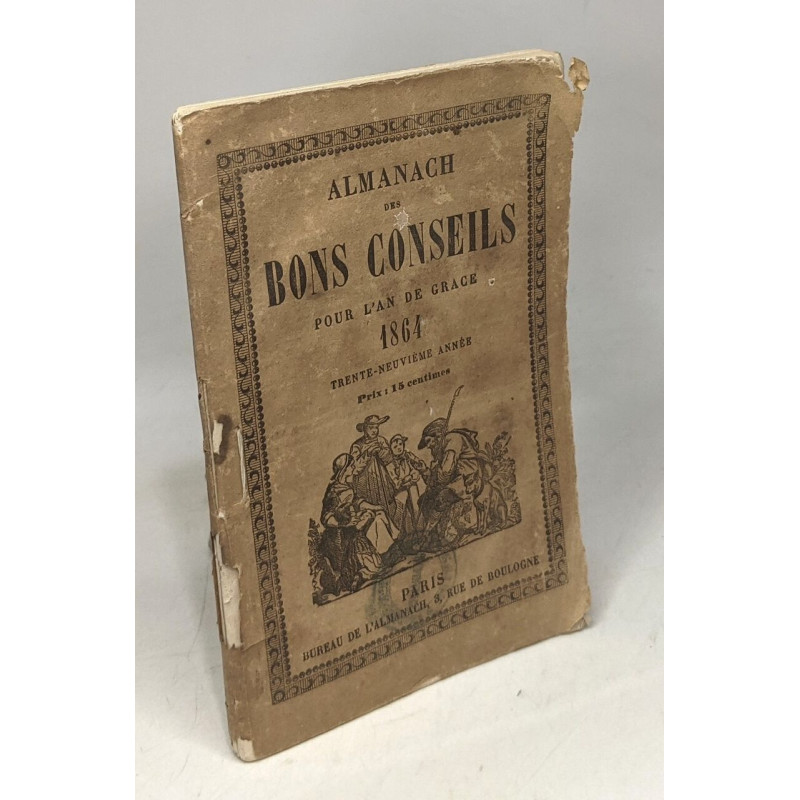 ALMANACH
DES
BONS CONSEILS
POUR L'AN DE GRACE
1864
TRENTE-NEUVIÈME ANNÉE
Prix : 15 centimes
PARIS
BUREAU DE L'ALMANACH, 3, RUE DE BOULOGNE